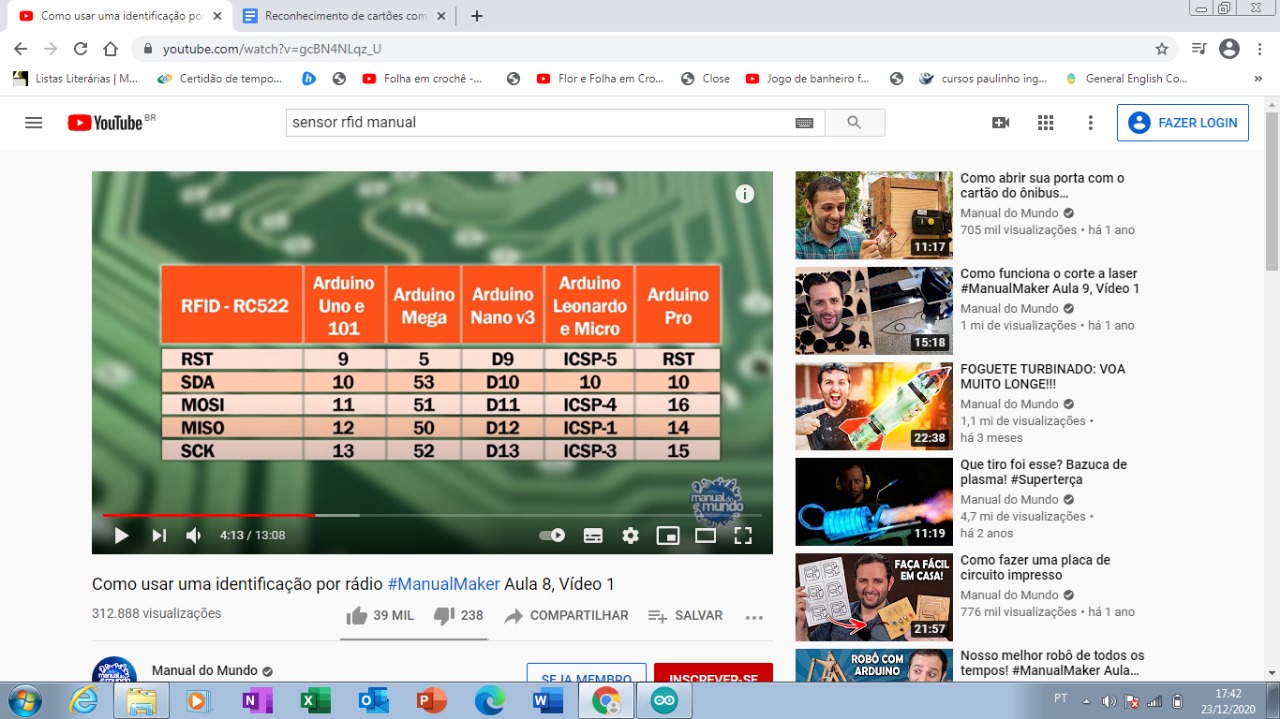 Como usar uma identificação por
Reconhecimento de cartões com
youtube.com/watch?v=gcBN4NLqz_U
Listas Literárias | M...
Certidão de tempo...
Folha em crochê -...
Flor e Folha em Cro...
Close
Jogo de banheiro f...
cursos paulinho ing...
General English Co...
»
YouTube BR
sensor rfid manual
FAZER LOGIN
RFID - RC522
Arduino Uno e 101
Arduino Mega
Arduino Nano v3
Arduino Leonardo e Micro
Arduino Pro
RST 9 5 D9 ICSP-5 RST
SDA 10 53 D10 10 10
MOSI 11 51 D11 ICSP-4 16
MISO 12 50 D12 ICSP-1 14
SCK 13 52 D13 ICSP-3 15
manual do mundo
4:13 / 13:08
Como usar uma identificação por rádio #ManualMaker Aula 8, Vídeo 1
312.888 visualizações
39 MIL
238
COMPARTILHAR
SALVAR
Manual do Mundo
SEJA MEMBRO
INSCREVER-SE
11:17
Como abrir sua porta com o
cartão do ônibus...
Manual do Mundo
705 mil visualizações • há 1 ano
15:18
Como funciona o corte a laser
#ManualMaker Aula 9, Vídeo 1
Manual do Mundo
1 mi de visualizações • há 1 ano
22:38
FOGUETE TURBINADO: VOA
MUITO LONGE!!!
Manual do Mundo
1,1 mi de visualizações •
há 3 meses
11:19
Que tiro foi esse? Bazuca de
plasma! #Superterça
Manual do Mundo
4,7 mi de visualizações •
há 2 anos
FAÇA FÁCIL
EM CASA!
21:57
Como fazer uma placa de
circuito impresso
Manual do Mundo
776 mil visualizações • há 1 ano
ROBÔ COM
ARDUINO
Nosso melhor robô de todos os
tempos! #ManualMaker Aula...
PT
17:42
23/12/2020